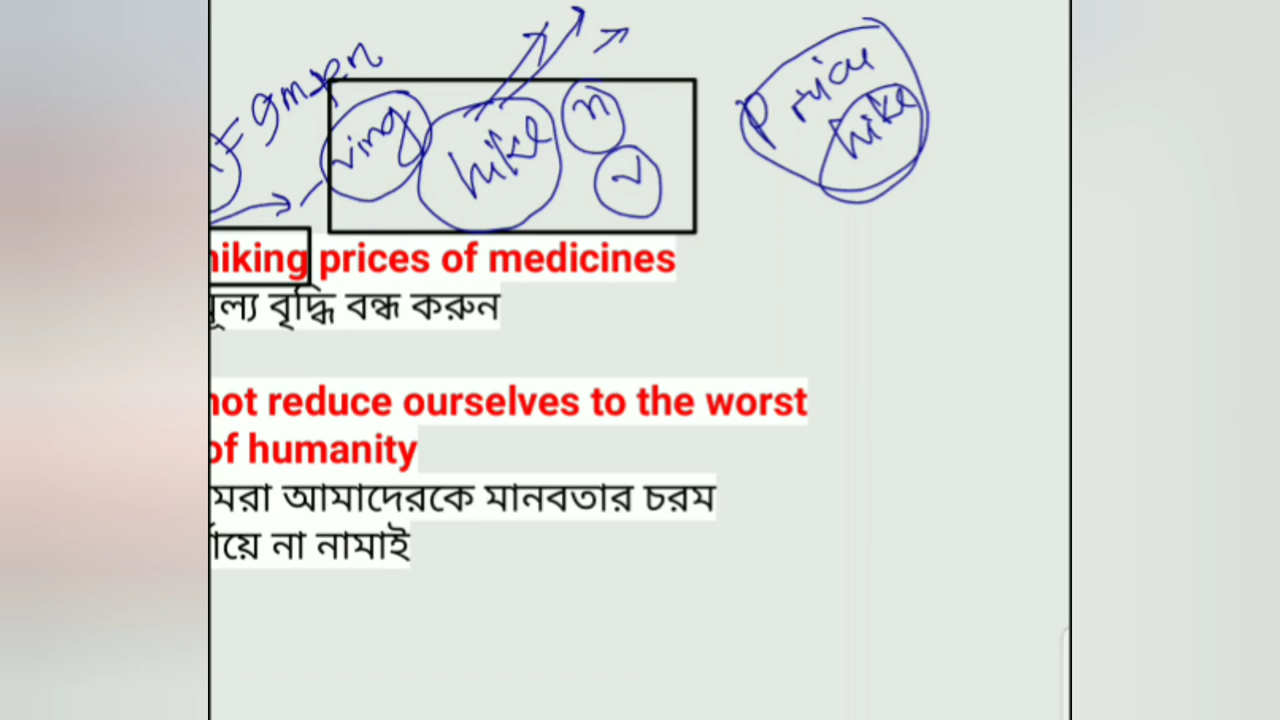 hike
n
v
Price
hike
hiking prices of medicines
মূল্য বৃদ্ধি বন্ধ করুন
not reduce ourselves to the worst
of humanity
মরা আমাদেরকে মানবতার চরম
য়ে না নামাই